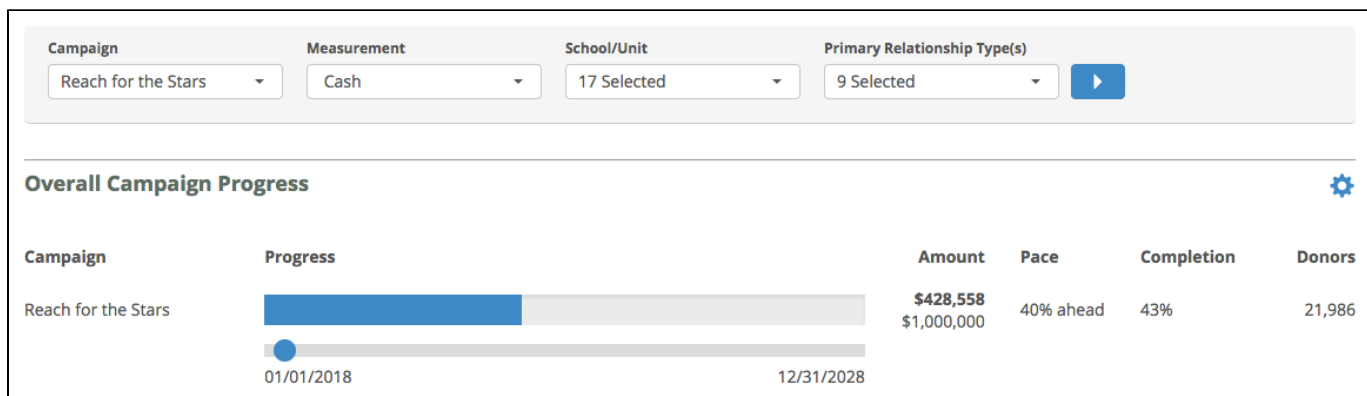 Campaign Measurement School/Unit Primary Relationship Type(s)
Reach for the Stars Cash 17 Selected 9 Selected
Overall Campaign Progress
Campaign Progress Amount Pace Completion Donors
Reach for the Stars $428,558 40% ahead 43% 21,986
$1,000,000
01/01/2018 12/31/2028